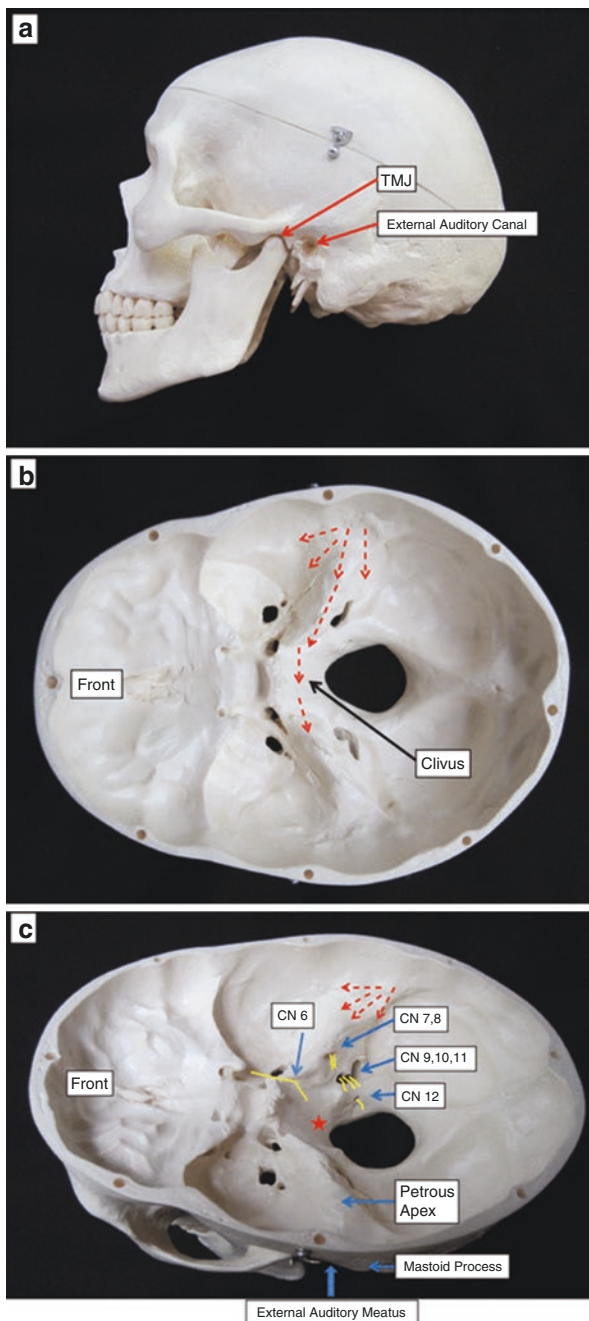 a
TMJ
External Auditory Canal
b
Front
Clivus
c
CN 6
CN 7,8
CN 9,10,11
Front
CN 12
Petrous
Apex
Mastoid Process
External Auditory Meatus